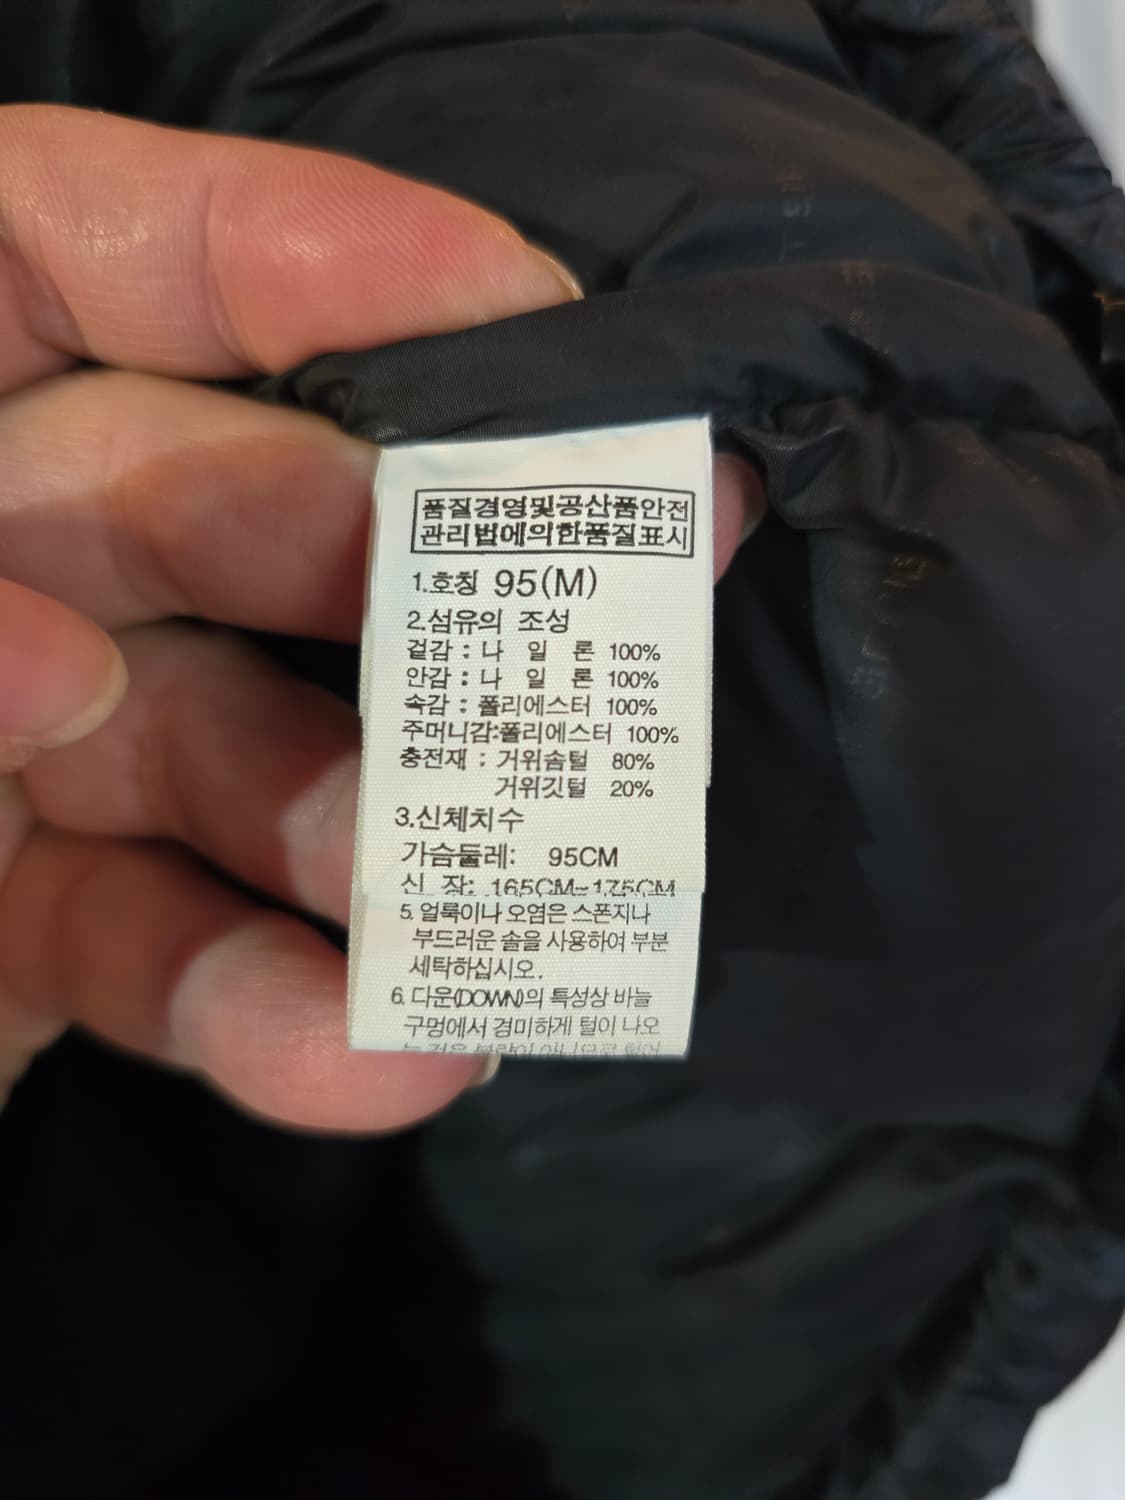 품질경영및공산품안전
관리법에의한품질표시
1.호칭 95(M)
2.섬유의 조성
겉감 : 나 일 론 100%
안감 : 나 일 론 100%
속감 : 폴리에스터 100%
주머니감:폴리에스터 100%
충전재 : 거위솜털 80%
거위깃털 20%
3.신체치수
가슴둘레: 95CM
신 장: 165CM-175CM
5. 얼룩이나 오염은 스폰지나
부드러운 솔을 사용하여 부분
세탁하십시오.
6. 다운(DOWN)의 특성상 바늘
구멍에서 경미하게 털이 나오